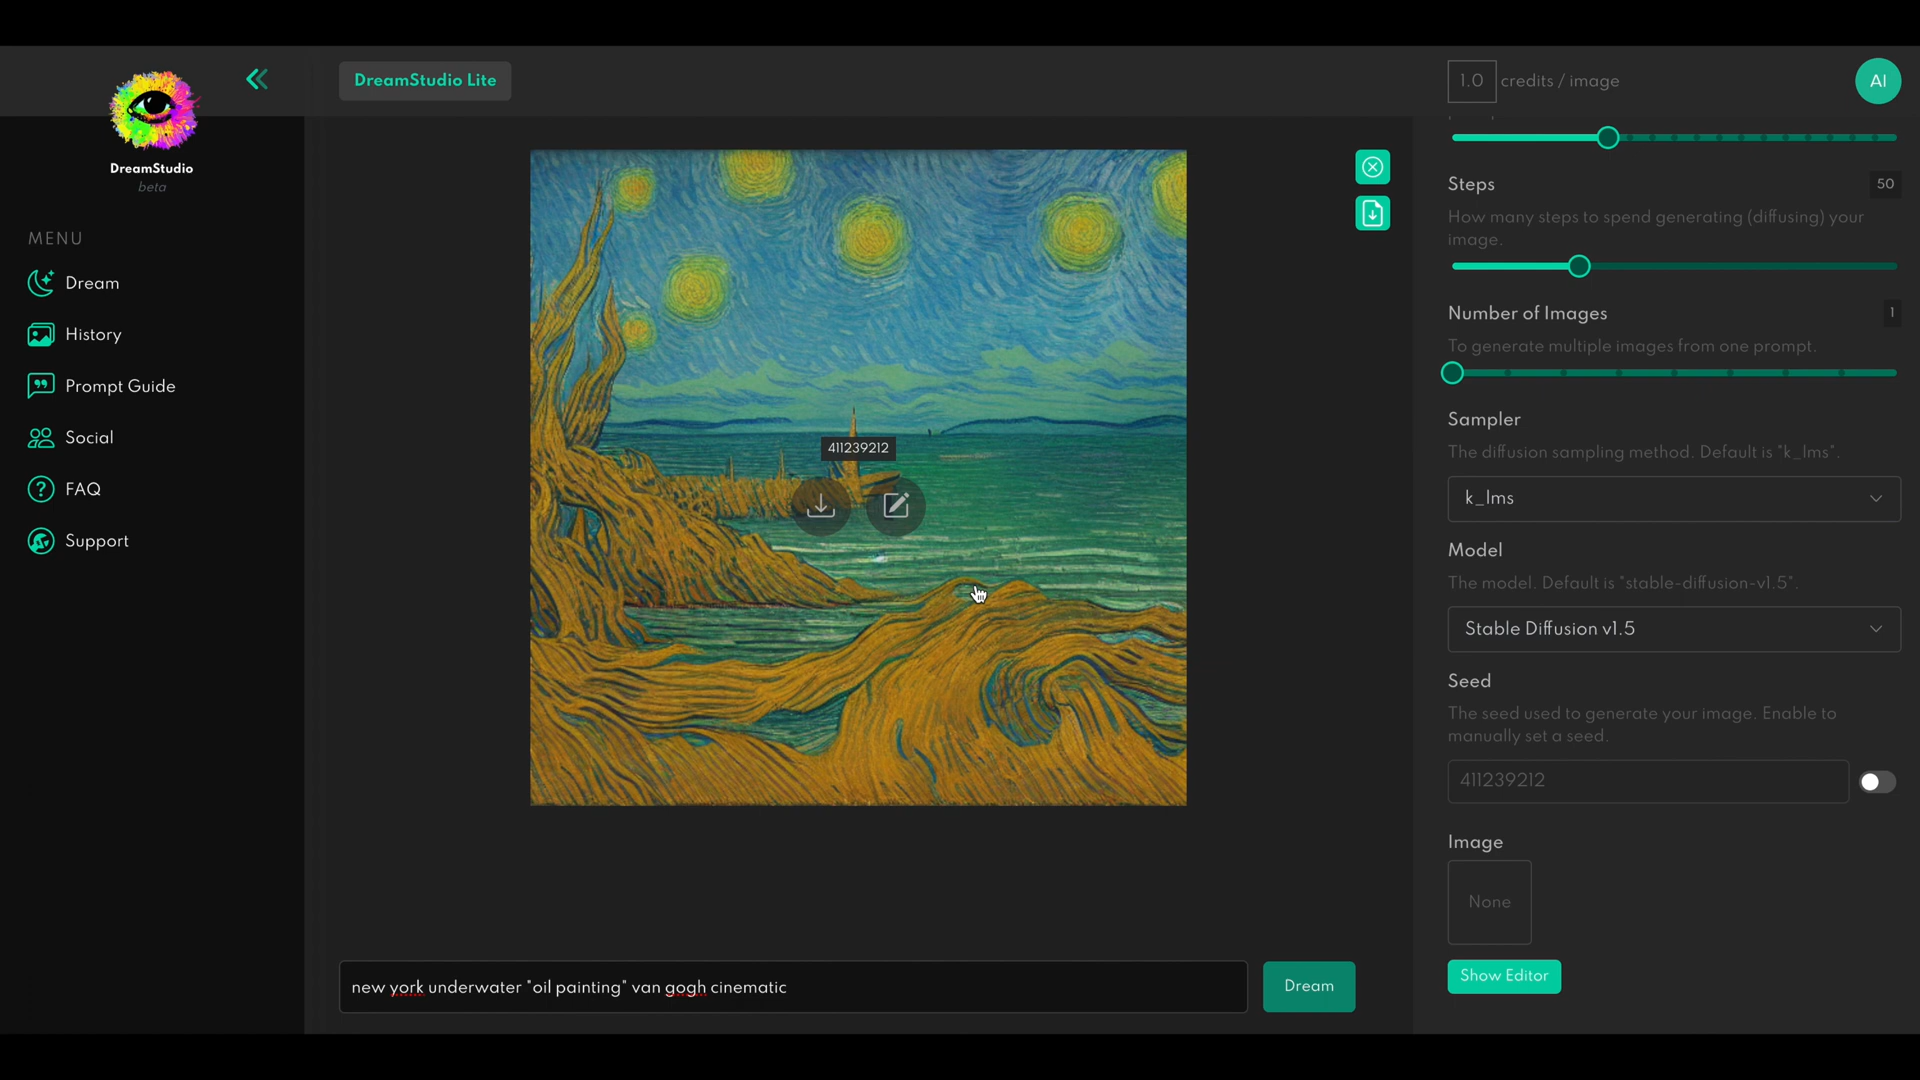 DreamStudio Lite
1.0 credits / image
AI
DreamStudio
beta
MENU
Dream
History
Prompt Guide
Social
FAQ
Support
411239212
new york underwater "oil painting" van gogh cinematic
Dream
Steps
50
How many steps to spend generating (diffusing) your
image.
Number of Images
1
To generate multiple images from one prompt.
Sampler
The diffusion sampling method. Default is "k_lms".
k_lms
Model
The model. Default is "stable-diffusion-v1.5".
Stable Diffusion v1.5
Seed
The seed used to generate your image. Enable to
manually set a seed.
411239212
Image
None
Show Editor